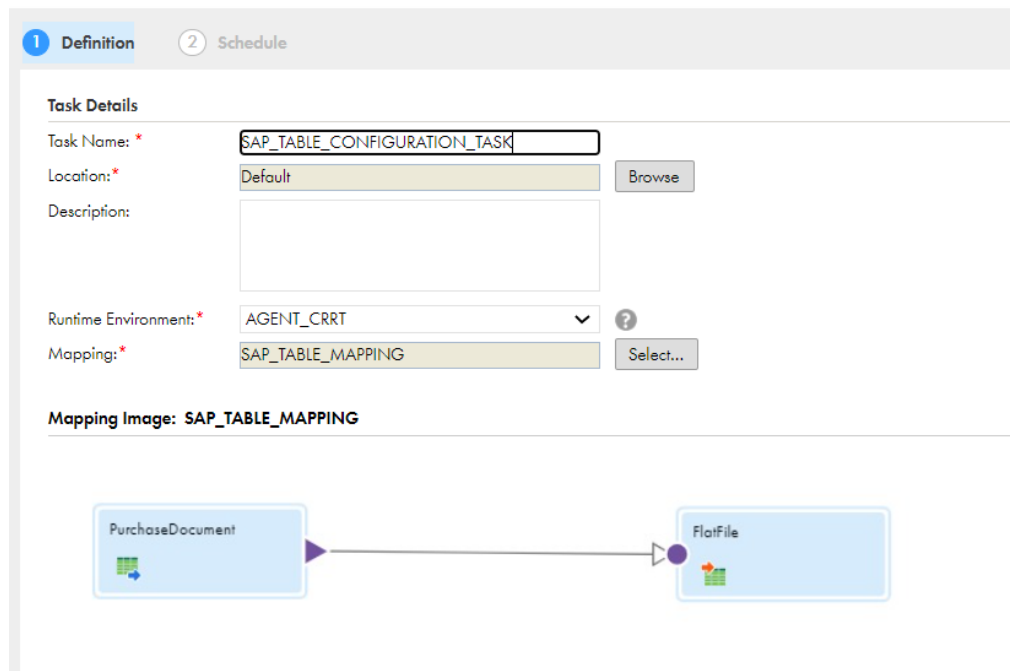 1 Definition 2 Schedule
Task Details
Task Name: * SAP_TABLE_CONFIGURATION_TASK
Location:* Default Browse
Description:
Runtime Environment:* AGENT_CRRT ?
Mapping:* SAP_TABLE_MAPPING Select...
Mapping Image: SAP_TABLE_MAPPING
PurchaseDocument
FlatFile